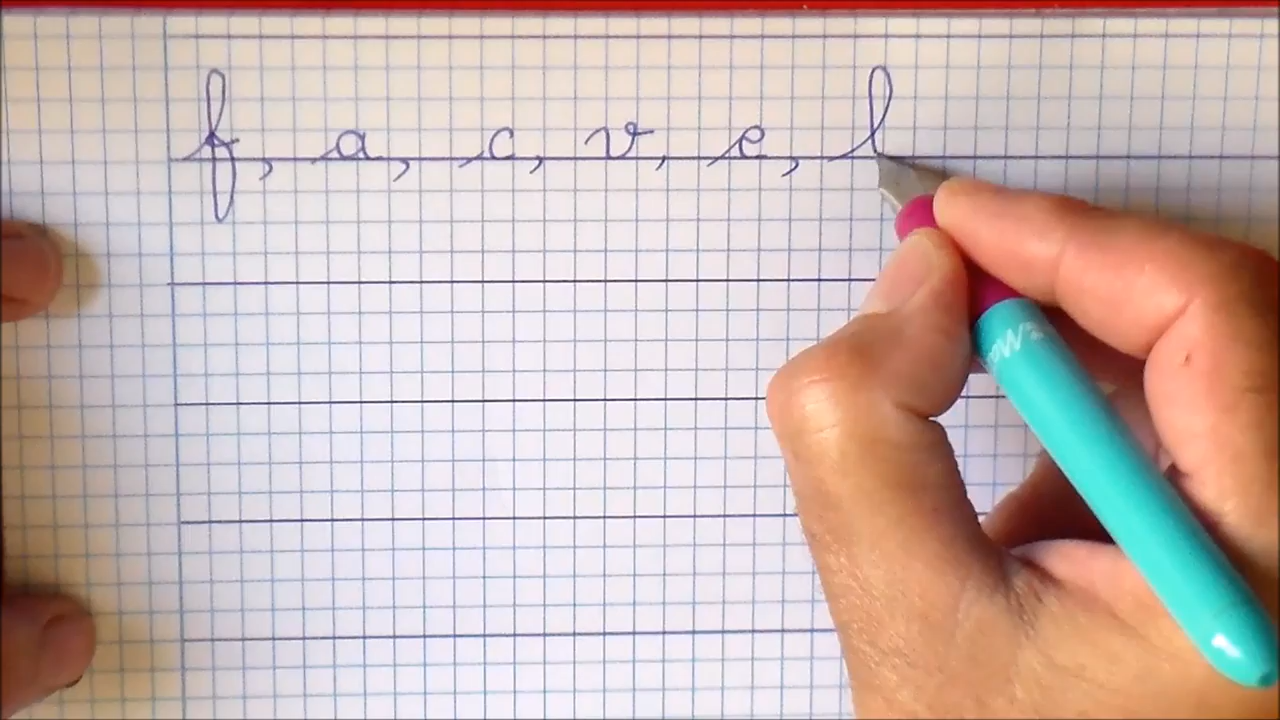 f, a, c, v, e, l